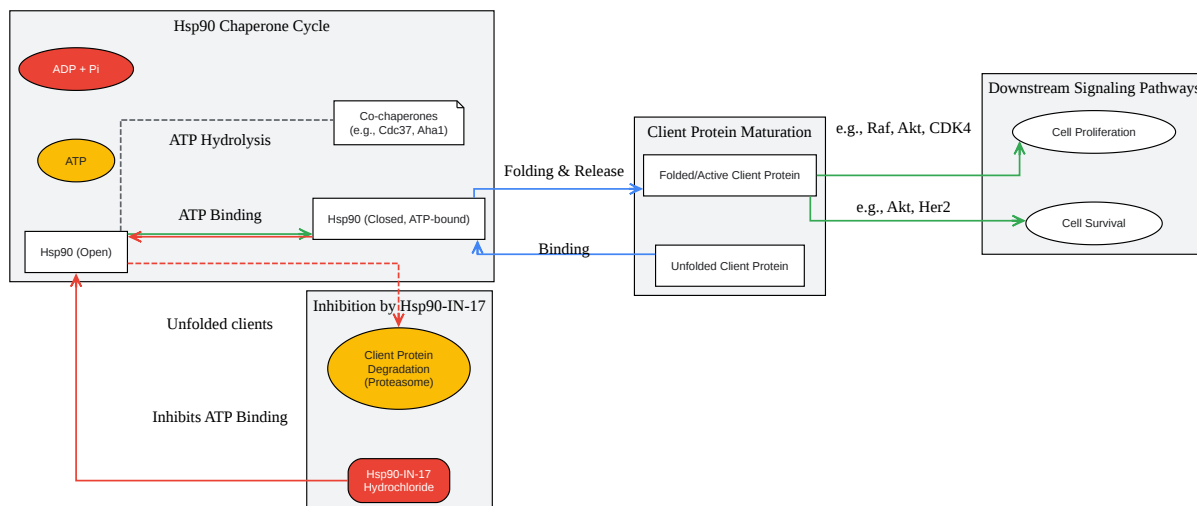 Hsp90 Chaperone Cycle
ADP + Pi
Co-chaperones
(e.g., Cdc37, Aha1)
ATP Hydrolysis
ATP
ATP Binding
Hsp90 (Closed, ATP-bound)
Hsp90 (Open)
Folding & Release
Binding
Client Protein Maturation
Folded/Active Client Protein
Unfolded Client Protein
e.g., Raf, Akt, CDK4
e.g., Akt, Her2
Downstream Signaling Pathways
Cell Proliferation
Cell Survival
Inhibition by Hsp90-IN-17
Unfolded clients
Client Protein
Degradation
(Proteasome)
Inhibits ATP Binding
Hsp90-IN-17
Hydrochloride